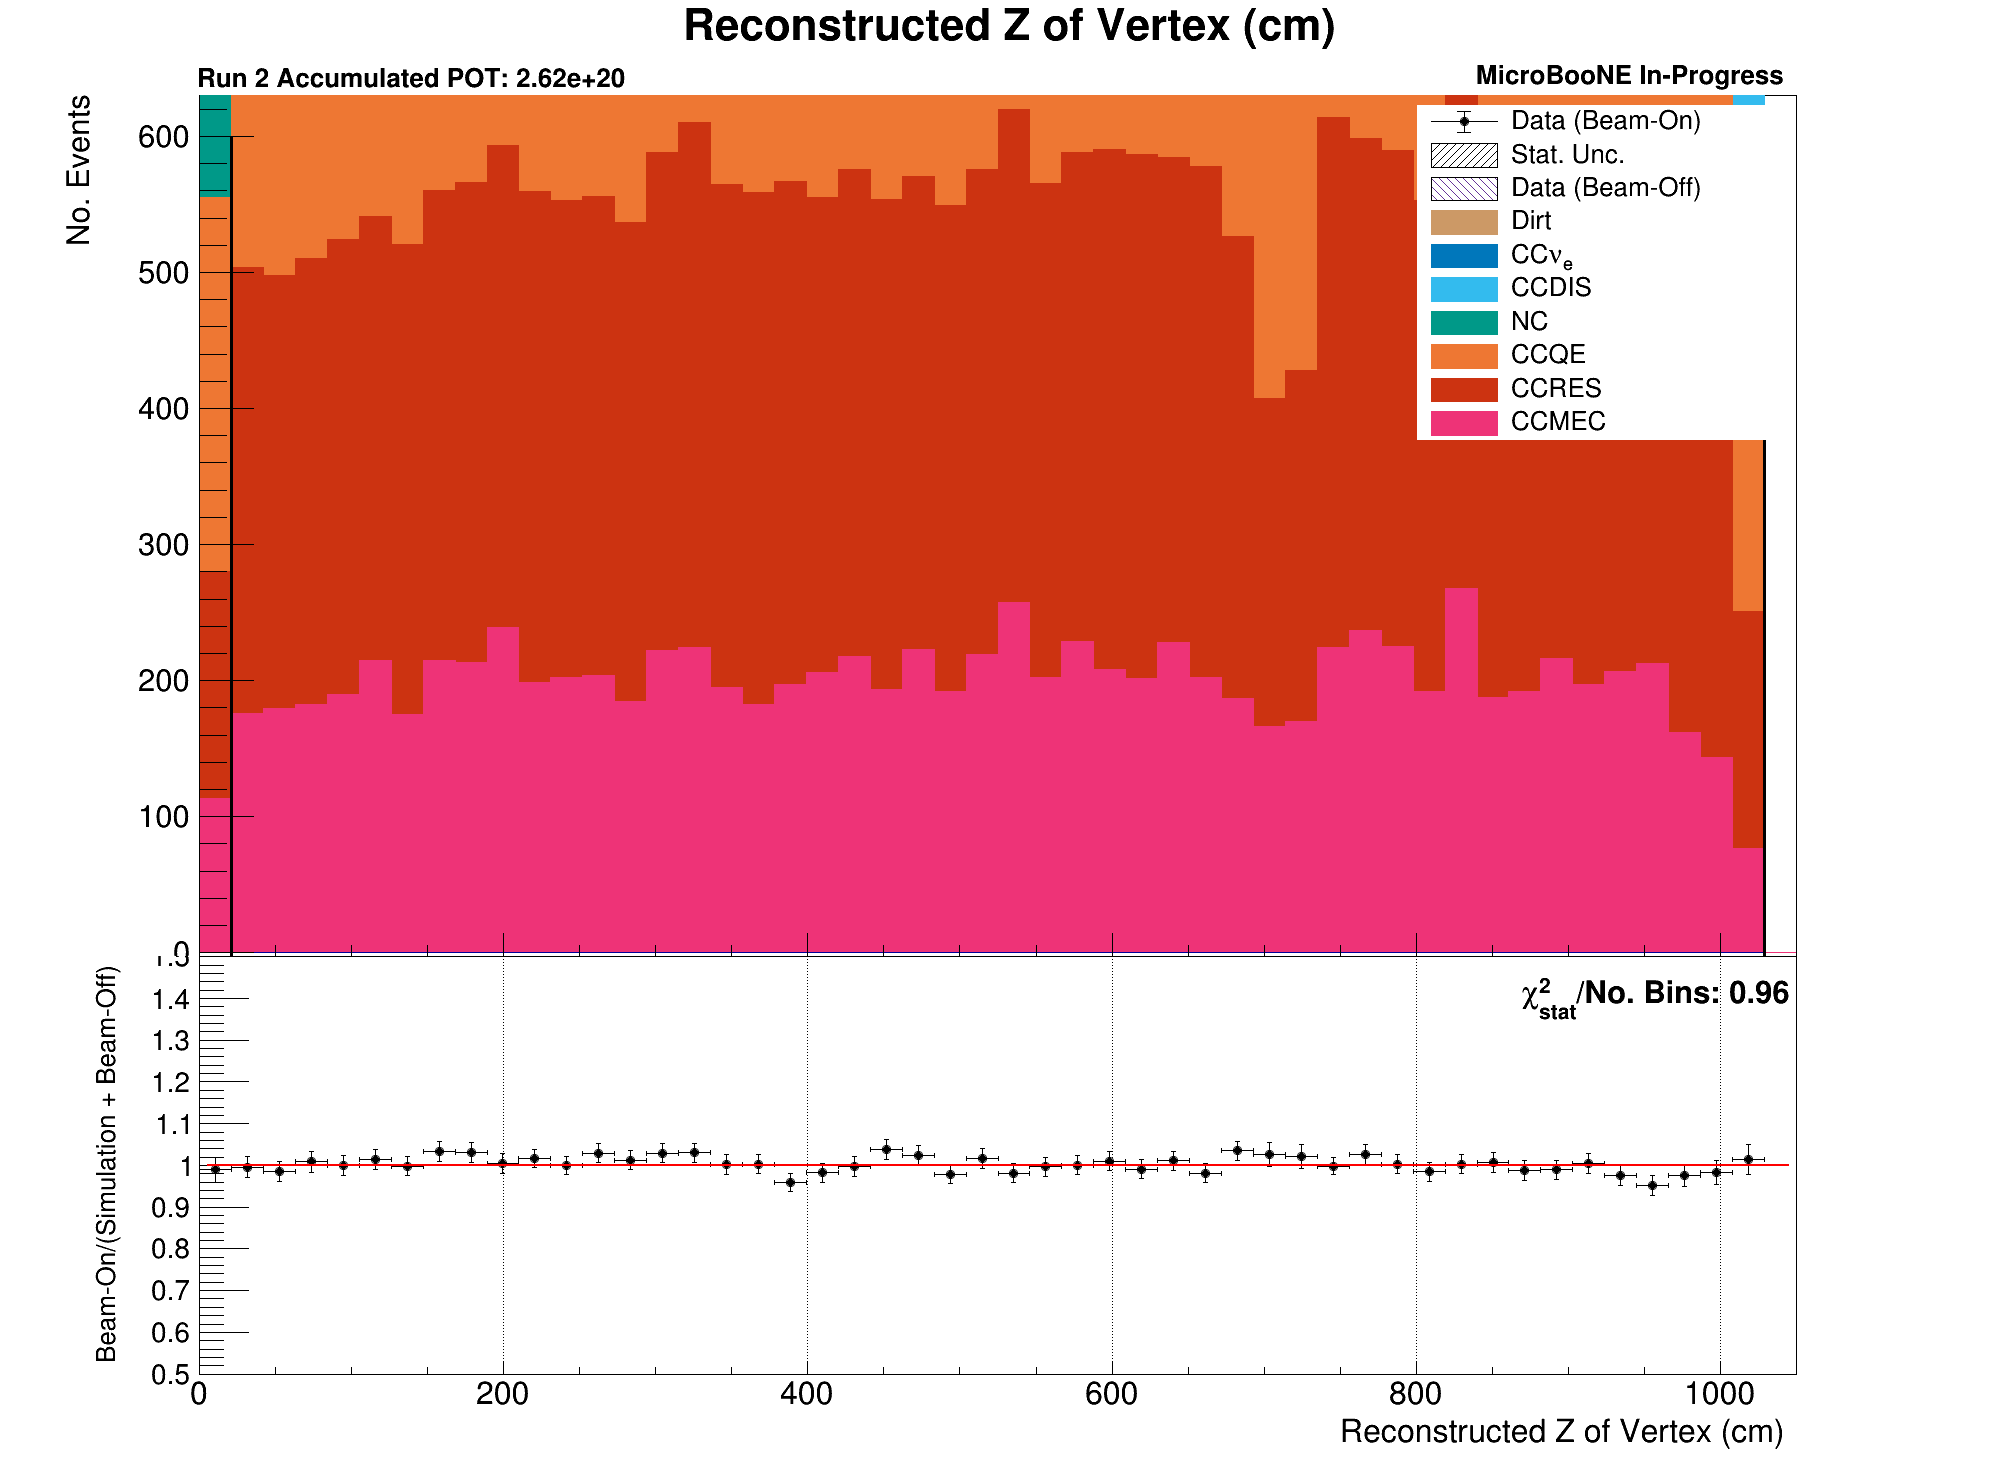 Reconstructed Z of Vertex (cm)
Run 2 Accumulated POT: 2.62e+20
MicroBooNE In-Progress
No. Events
600
500
400
300
200
100
0
Data (Beam-On)
Stat. Unc.
Data (Beam-Off)
Dirt
CCνe
CCDIS
NC
CCQE
CCRES
CCMEC
Beam-On/(Simulation + Beam-Off)
1.5
1.4
1.3
1.2
1.1
1
0.9
0.8
0.7
0.6
0.5
χ²stat/No. Bins: 0.96
0 200 400 600 800 1000
Reconstructed Z of Vertex (cm)